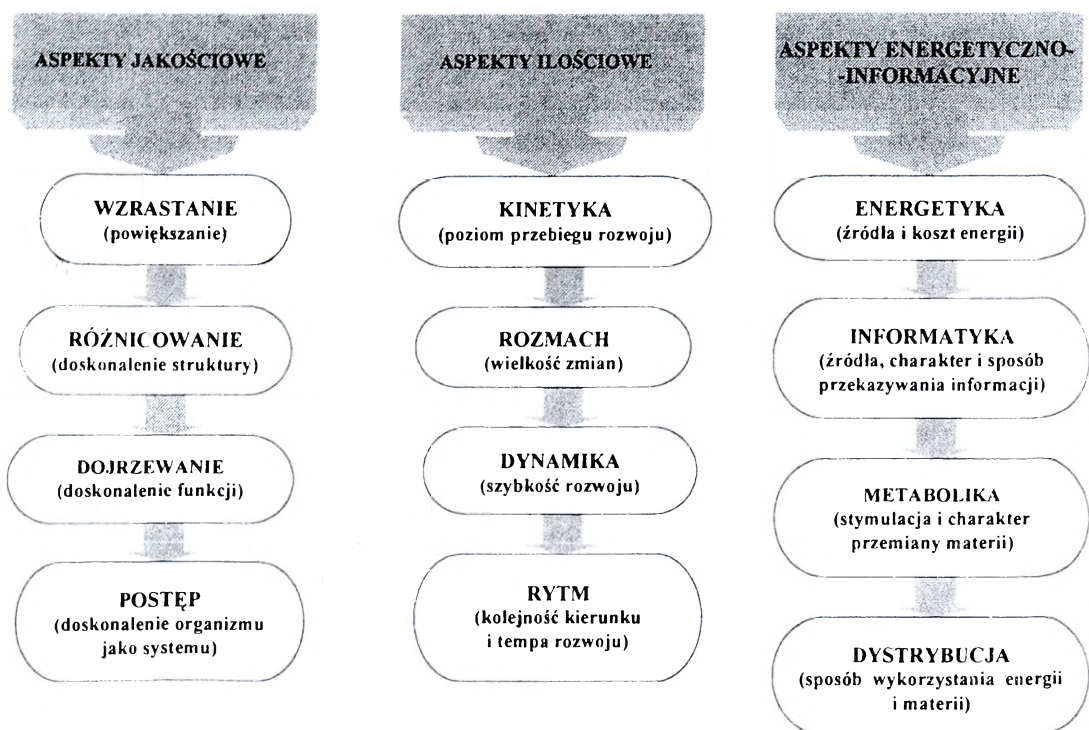 ASPEKTY JAKOŚCIOWE
WZRASTANIE
(powiększanie)
RÓŻNICOWANIE
(doskonalenie struktury)
DOJRZEWANIE
(doskonalenie funkcji)
POSTĘP
(doskonalenie organizmu
jako systemu)
ASPEKTY ILOŚCIOWE
KINETYKA
(poziom przebiegu rozwoju)
ROZMACH
(wielkość zmian)
DYNAMIKA
(szybkość rozwoju)
RYTM
(kolejność kierunku
i tempa rozwoju)
ASPEKTY ENERGETYCZNO-
-INFORMACYJNE
ENERGETYKA
(źródła i koszt energii)
INFORMATYKA
(źródła, charakter i sposób
przekazywania informacji)
METABOLIKA
(stymulacja i charakter
przemiany materii)
DYSTRYBUCJA
(sposób wykorzystania energii
i materii)